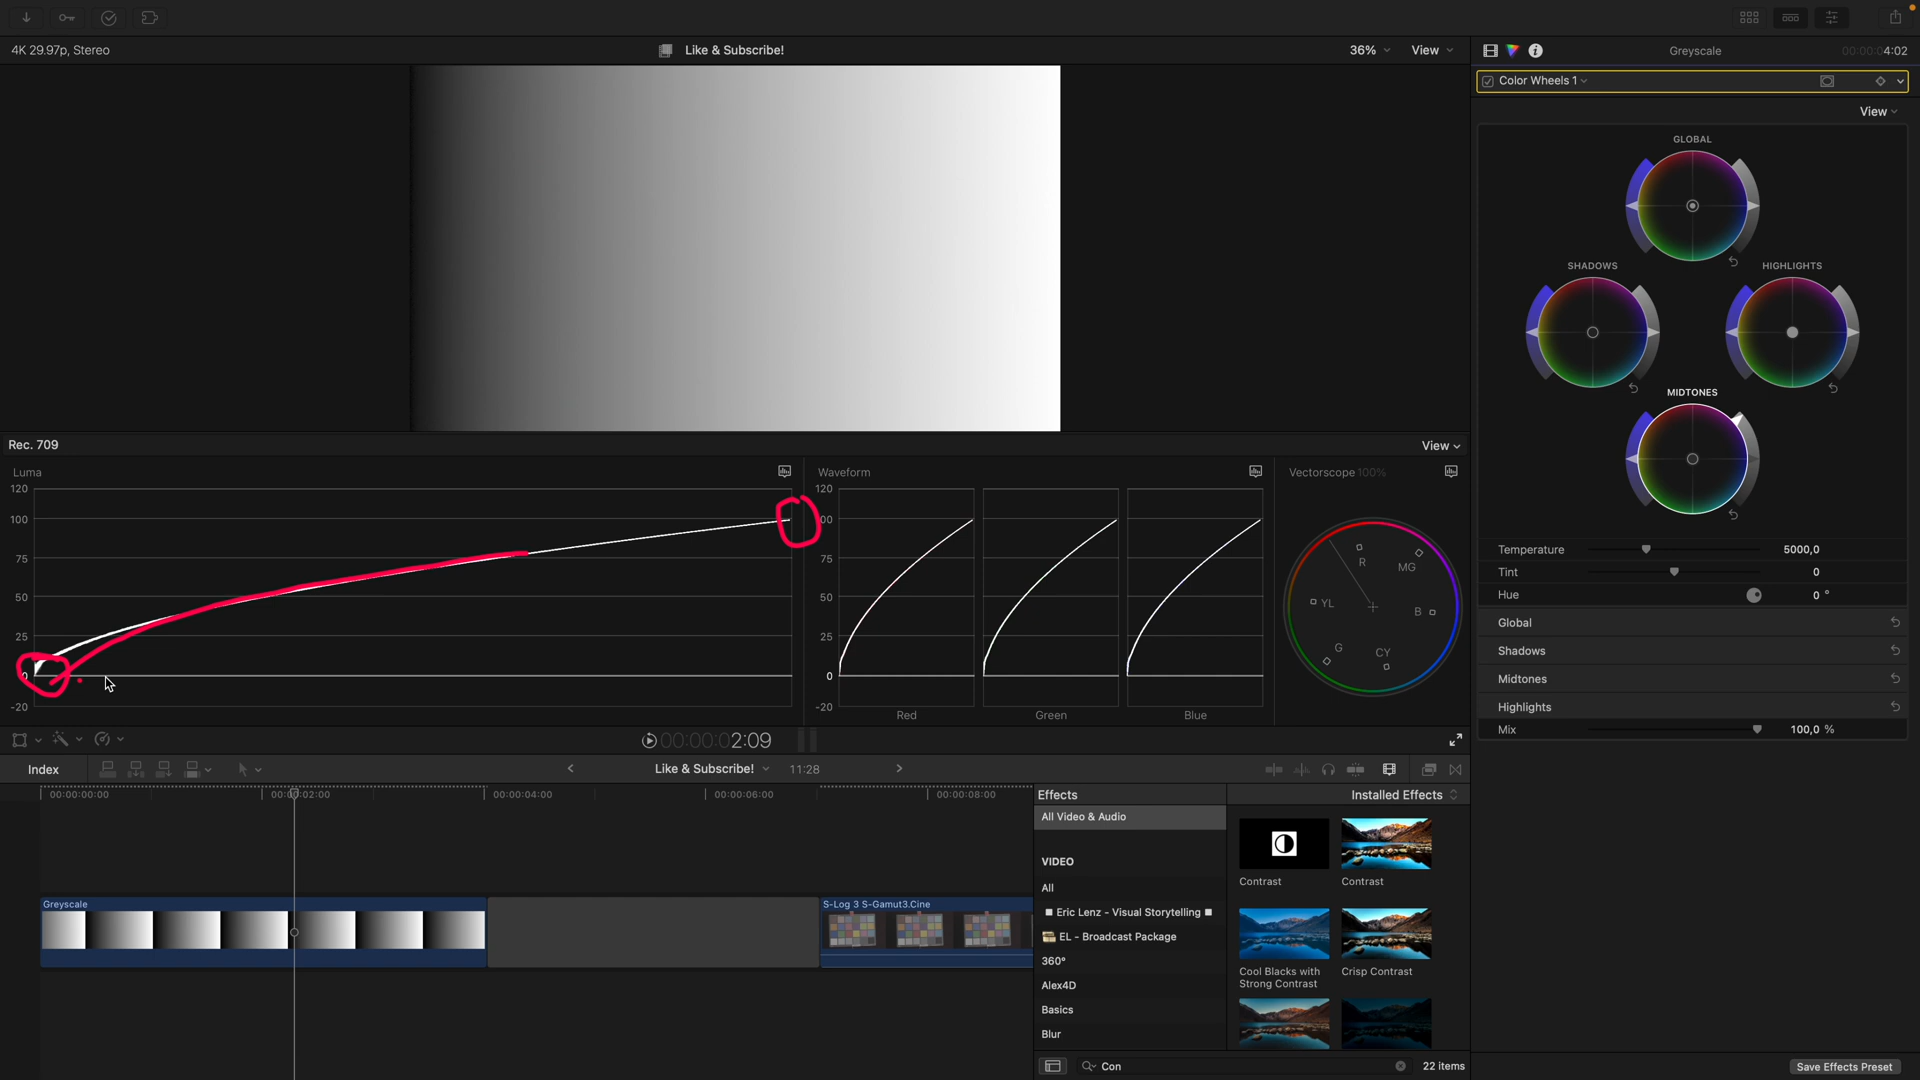 4K 29.97p, Stereo
Like & Subscribe!
36%
View
Greyscale
00:00:04:02
Color Wheels 1
View
GLOBAL
SHADOWS
HIGHLIGHTS
MIDTONES
Temperature
5000,0
Tint
0
Hue
0 °
Global
Shadows
Midtones
Highlights
Mix
100,0 %
Rec. 709
View
Luma
120
100
75
50
25
0
-20
Waveform
120
00
75
50
25
0
-20
Red
Green
Blue
Vectorscope 100%
R
MG
YL
B
G
CY
00:00:02:09
Index
Like & Subscribe!
11:28
00:00:00:00
00:00:02:00
00:00:04:00
00:00:06:00
00:00:08:00
Greyscale
S-Log 3 S-Gamut3.Cine
Effects
Installed Effects
All Video & Audio
VIDEO
All
Eric Lenz - Visual Storytelling
EL - Broadcast Package
360°
Alex4D
Basics
Blur
Contrast
Contrast
Cool Blacks with
Strong Contrast
Crisp Contrast
Con
22 items
Save Effects Preset